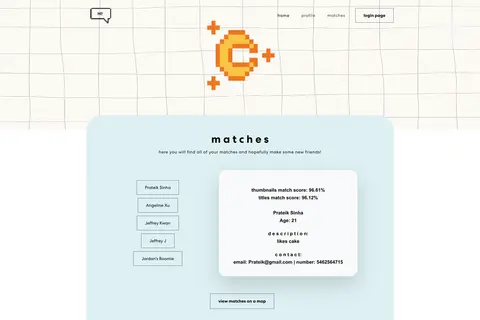 HI!
home profile matches login page
matches
here you will find all of your matches and hopefully make some new friends!
Prateik Sinha
Angeline Xu
Jeffrey Kwan
Jeffrey J
Jordan's Roomie
thumbnails match score: 96.61%
titles match score: 96.12%
Prateik Sinha
Age: 21
description:
likes cake
contact:
email: Prateik@gmail.com | number: 5462564715
view matches on a map